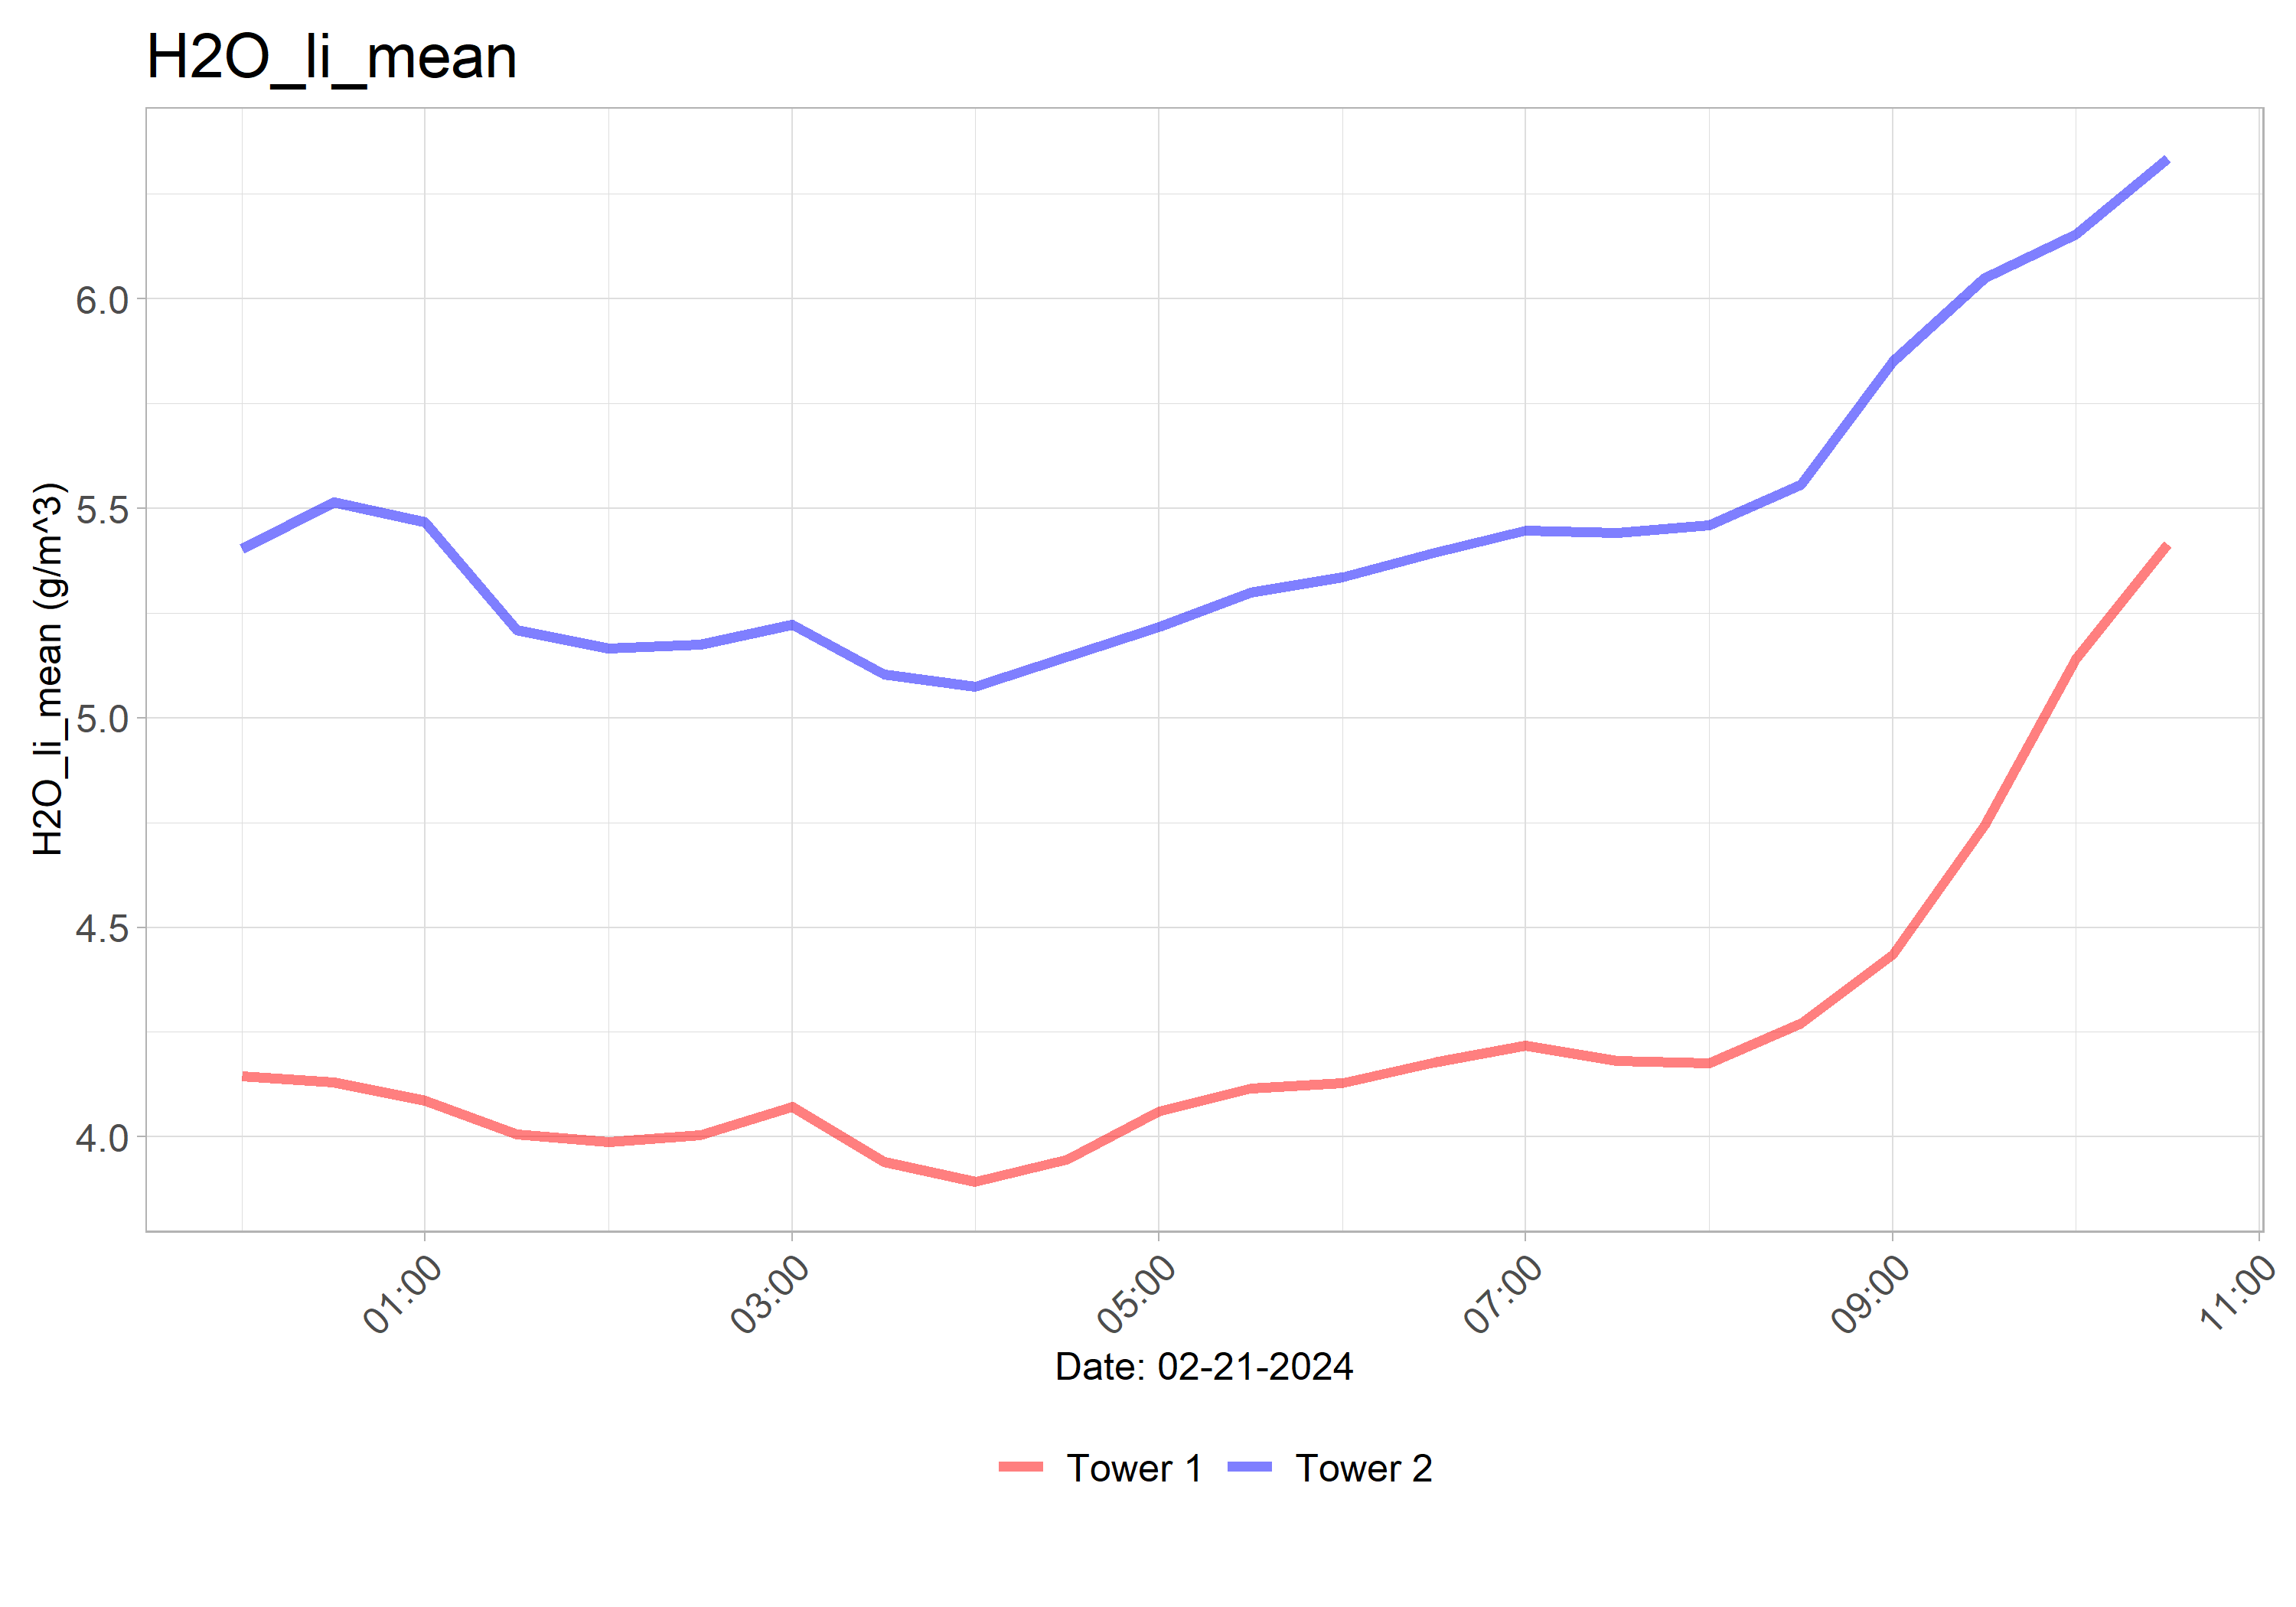 H2O_li_mean
H2O_li_mean (g/m^3)
6.0
5.5
5.0
4.5
4.0
01:00
03:00
05:00
07:00
09:00
11:00
Date: 02-21-2024
Tower 1
Tower 2